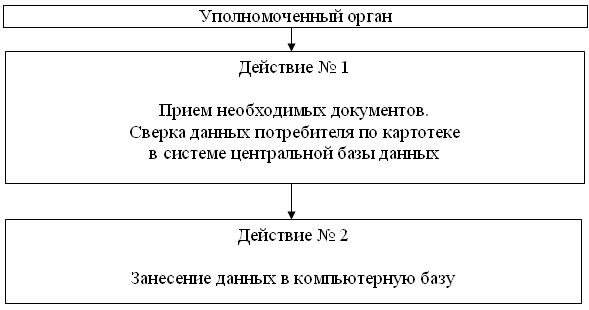 Уполномоченный орган
Действие № 1
Прием необходимых документов.
Сверка данных потребителя по картотеке
в системе центральной базы данных
Действие № 2
Занесение данных в компьютерную базу